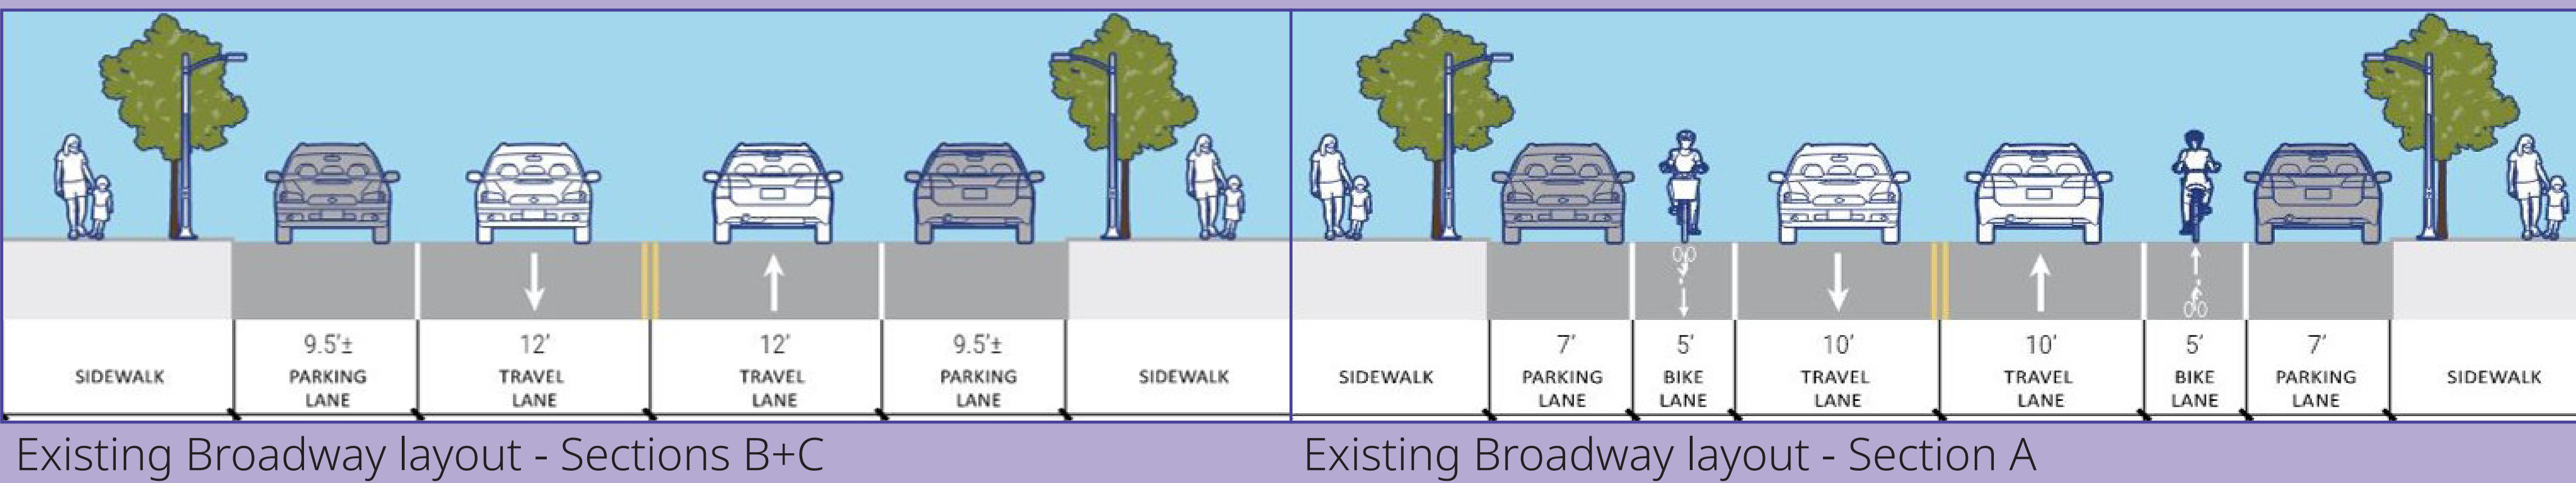 SIDEWALK
9.5'±
PARKING
LANE
12'
TRAVEL
LANE
12'
TRAVEL
LANE
9.5'±
PARKING
LANE
SIDEWALK
Existing Broadway layout - Sections B+C
SIDEWALK
7'
PARKING
LANE
5'
BIKE
LANE
10'
TRAVEL
LANE
10'
TRAVEL
LANE
5'
BIKE
LANE
7'
PARKING
LANE
SIDEWALK
Existing Broadway layout - Section A